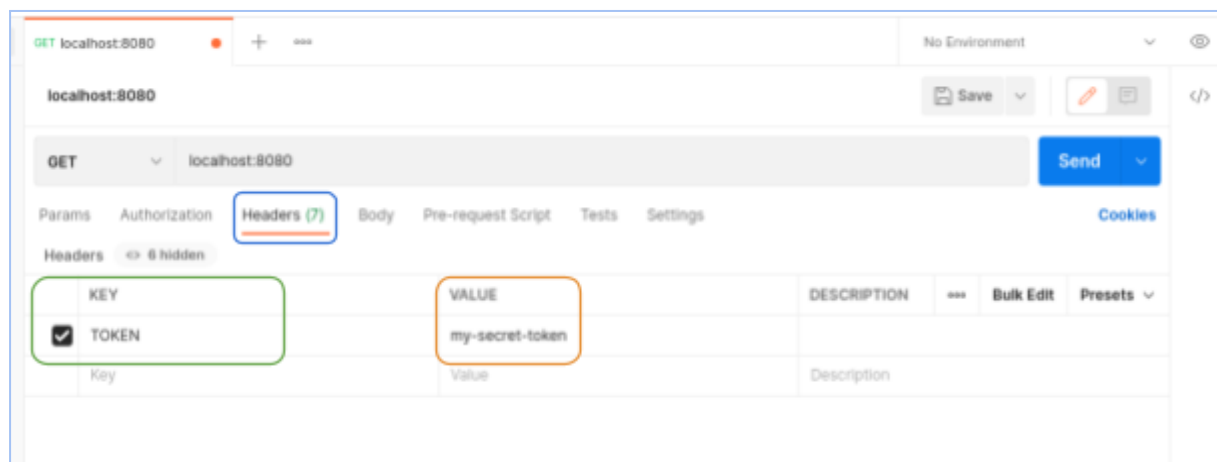 GET localhost:8080
No Environment
localhost:8080
Save
GET localhost:8080 Send
Params Authorization Headers (7) Body Pre-request Script Tests Settings Cookies
Headers 6 hidden
KEY VALUE DESCRIPTION Bulk Edit Presets
TOKEN my-secret-token
Key Value Description